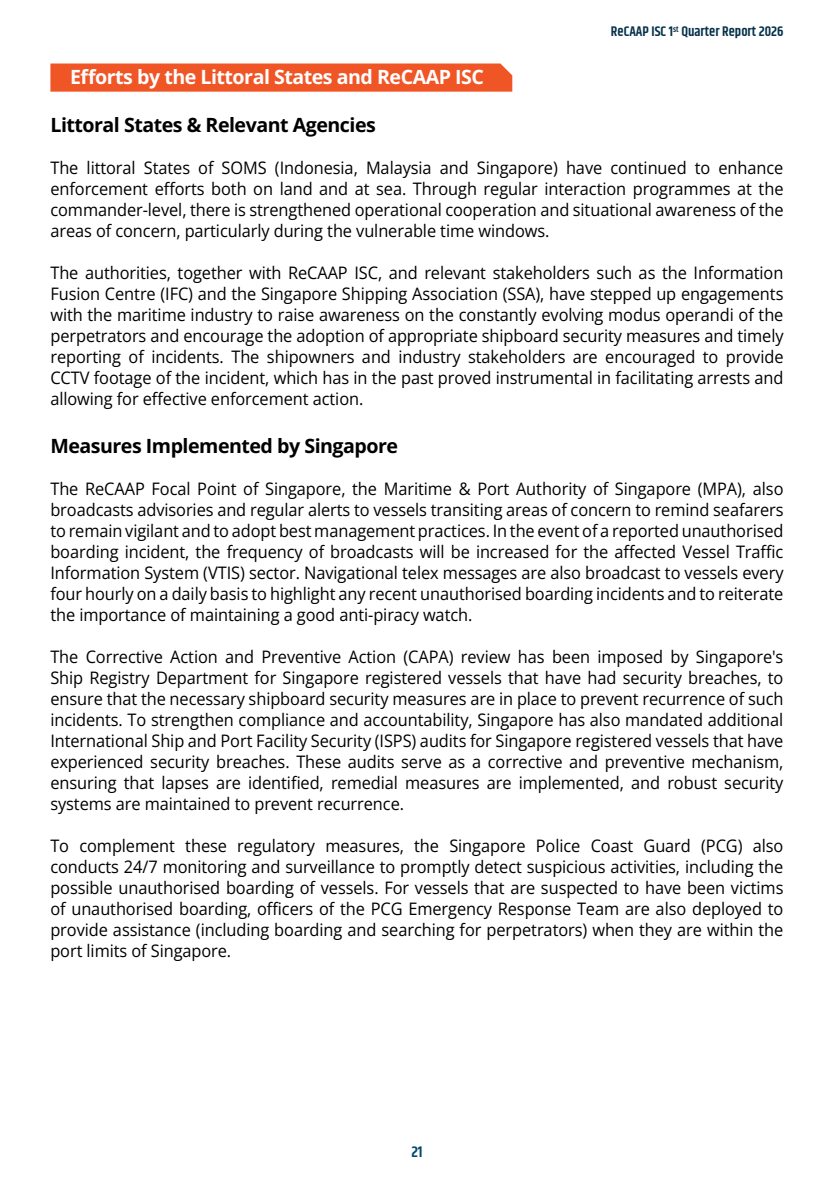 ReCAAP ISC 1st Quarter Report 2026
Efforts by the Littoral States and ReCAAP ISC
Littoral States & Relevant Agencies
The littoral States of SOMS (Indonesia, Malaysia and Singapore) have continued to enhance
enforcement efforts both on land and at sea. Through regular interaction programmes at the
commander-level, there is strengthened operational cooperation and situational awareness of the
areas of concern, particularly during the vulnerable time windows.
The authorities, together with ReCAAP ISC, and relevant stakeholders such as the Information
Fusion Centre (IFC) and the Singapore Shipping Association (SSA), have stepped up engagements
with the maritime industry to raise awareness on the constantly evolving modus operandi of the
perpetrators and encourage the adoption of appropriate shipboard security measures and timely
reporting of incidents. The shipowners and industry stakeholders are encouraged to provide
CCTV footage of the incident, which has in the past proved instrumental in facilitating arrests and
allowing for effective enforcement action.
Measures Implemented by Singapore
The ReCAAP Focal Point of Singapore, the Maritime & Port Authority of Singapore (MPA), also
broadcasts advisories and regular alerts to vessels transiting areas of concern to remind seafarers
to remain vigilant and to adopt best management practices. In the event of a reported unauthorised
boarding incident, the frequency of broadcasts will be increased for the affected Vessel Traffic
Information System (VTIS) sector. Navigational telex messages are also broadcast to vessels every
four hourly on a daily basis to highlight any recent unauthorised boarding incidents and to reiterate
the importance of maintaining a good anti-piracy watch.
The Corrective Action and Preventive Action (CAPA) review has been imposed by Singapore's
Ship Registry Department for Singapore registered vessels that have had security breaches, to
ensure that the necessary shipboard security measures are in place to prevent recurrence of such
incidents. To strengthen compliance and accountability, Singapore has also mandated additional
International Ship and Port Facility Security (ISPS) audits for Singapore registered vessels that have
experienced security breaches. These audits serve as a corrective and preventive mechanism,
ensuring that lapses are identified, remedial measures are implemented, and robust security
systems are maintained to prevent recurrence.
To complement these regulatory measures, the Singapore Police Coast Guard (PCG) also
conducts 24/7 monitoring and surveillance to promptly detect suspicious activities, including the
possible unauthorised boarding of vessels. For vessels that are suspected to have been victims
of unauthorised boarding, officers of the PCG Emergency Response Team are also deployed to
provide assistance (including boarding and searching for perpetrators) when they are within the
port limits of Singapore.
21